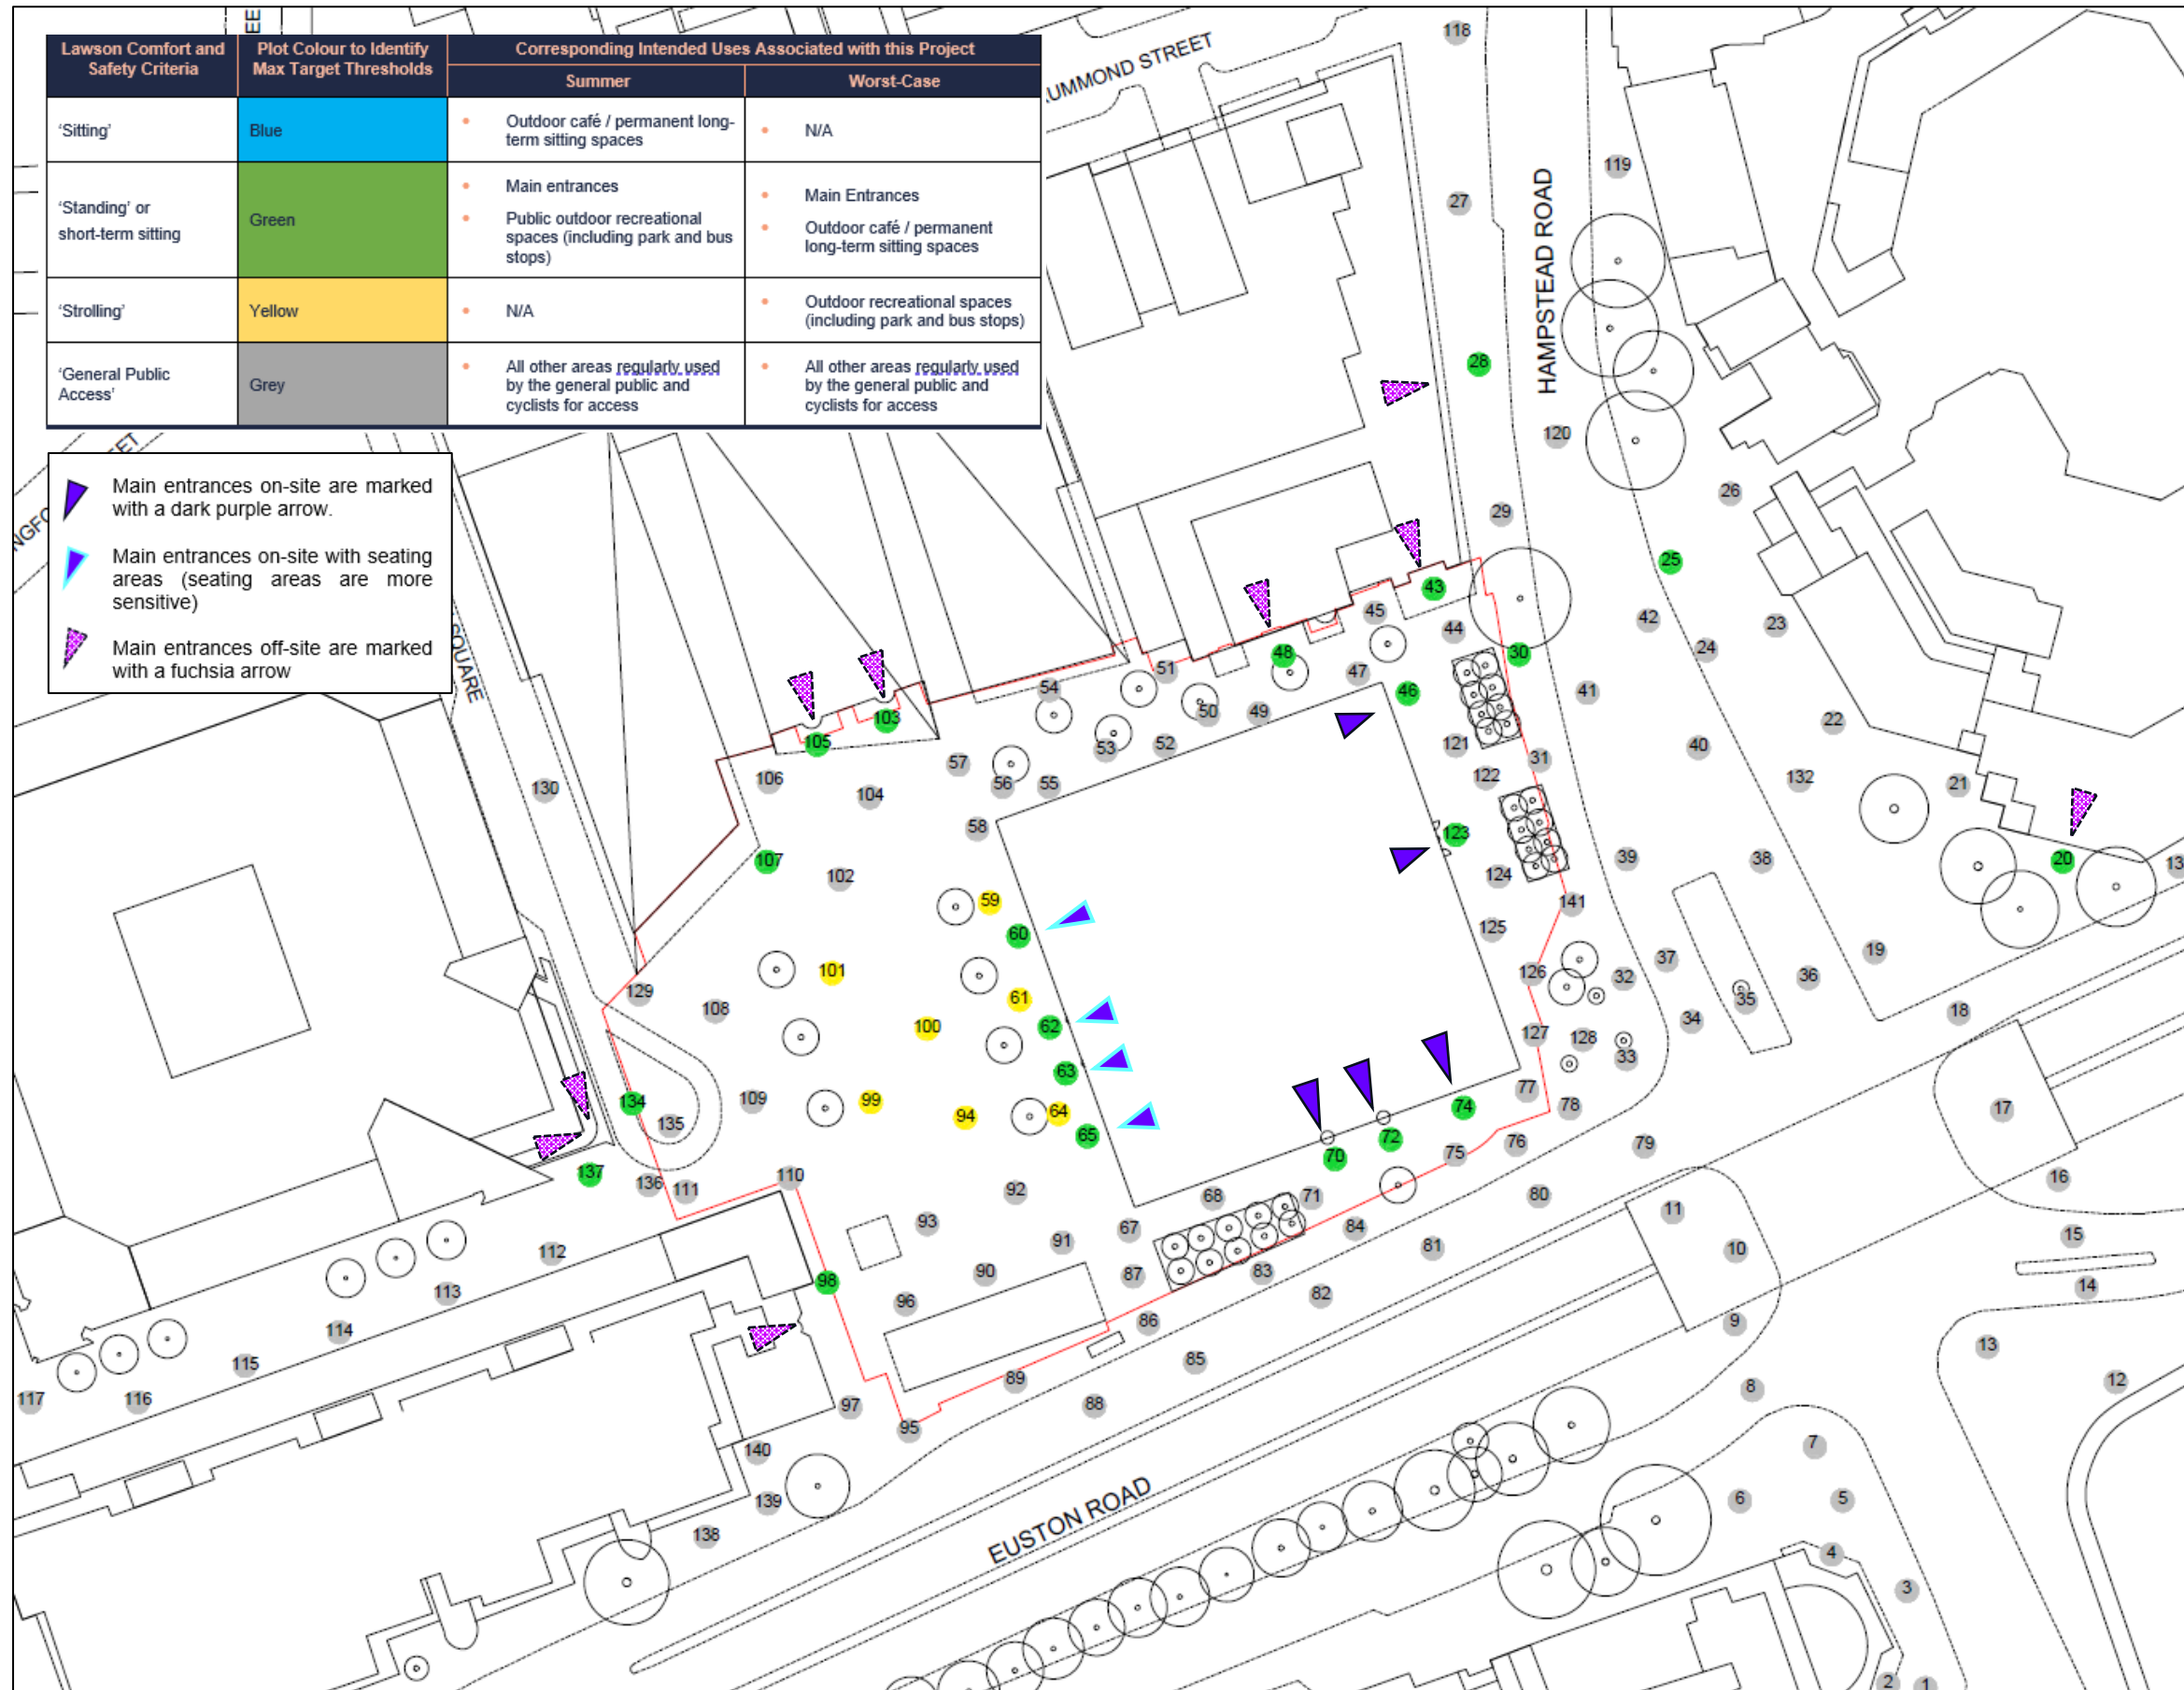 EE
Lawson Comfort and
Safety Criteria
Plot Colour to Identify
Max Target Thresholds
Corresponding Intended Uses Associated with this Project
Summer
Worst-Case
'Sitting'
Blue
• Outdoor café / permanent long-
term sitting spaces
• N/A
'Standing' or
short-term sitting
Green
• Main entrances
• Public outdoor recreational
spaces (including park and bus
stops)
• Main Entrances
• Outdoor café / permanent
long-term sitting spaces
'Strolling'
Yellow
• N/A
• Outdoor recreational spaces
(including park and bus stops)
'General Public
Access'
Grey
• All other areas regularly used
by the general public and
cyclists for access
• All other areas regularly used
by the general public and
cyclists for access
Main entrances on-site are marked
with a dark purple arrow.
Main entrances on-site with seating
areas (seating areas are more
sensitive)
Main entrances off-site are marked
with a fuchsia arrow
UMMOND STREET
HAMPSTEAD ROAD
EET
NGFO
SQUARE
EUSTON ROAD
118
119
27
28
120
26
29
25
43
45
42
23
44
24
30
48
51
47
41
54
46
50
49
103
22
105
53
52
121
40
57
31
106
122
132
56
55
21
130
104
58
123
107
39
38
20
13
102
124
59
141
125
60
19
101
126
37
32
36
129
61
35
108
18
100
62
34
127
128
33
63
77
109
99
134
94
64
74
78
17
135
65
72
75
76
79
70
137
110
16
136
111
92
68
71
80
11
93
67
84
15
112
91
81
10
90
87
83
98
14
113
96
82
86
9
114
13
115
85
89
12
8
117
116
97
88
95
7
140
139
6
5
138
4
3
2
1